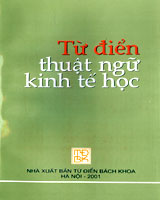 Từ điển
thuật ngữ
kinh tế học
NHÀ XUẤT BẢN TỪ ĐIỂN BÁCH KHOA
HÀ NỘI - 2001